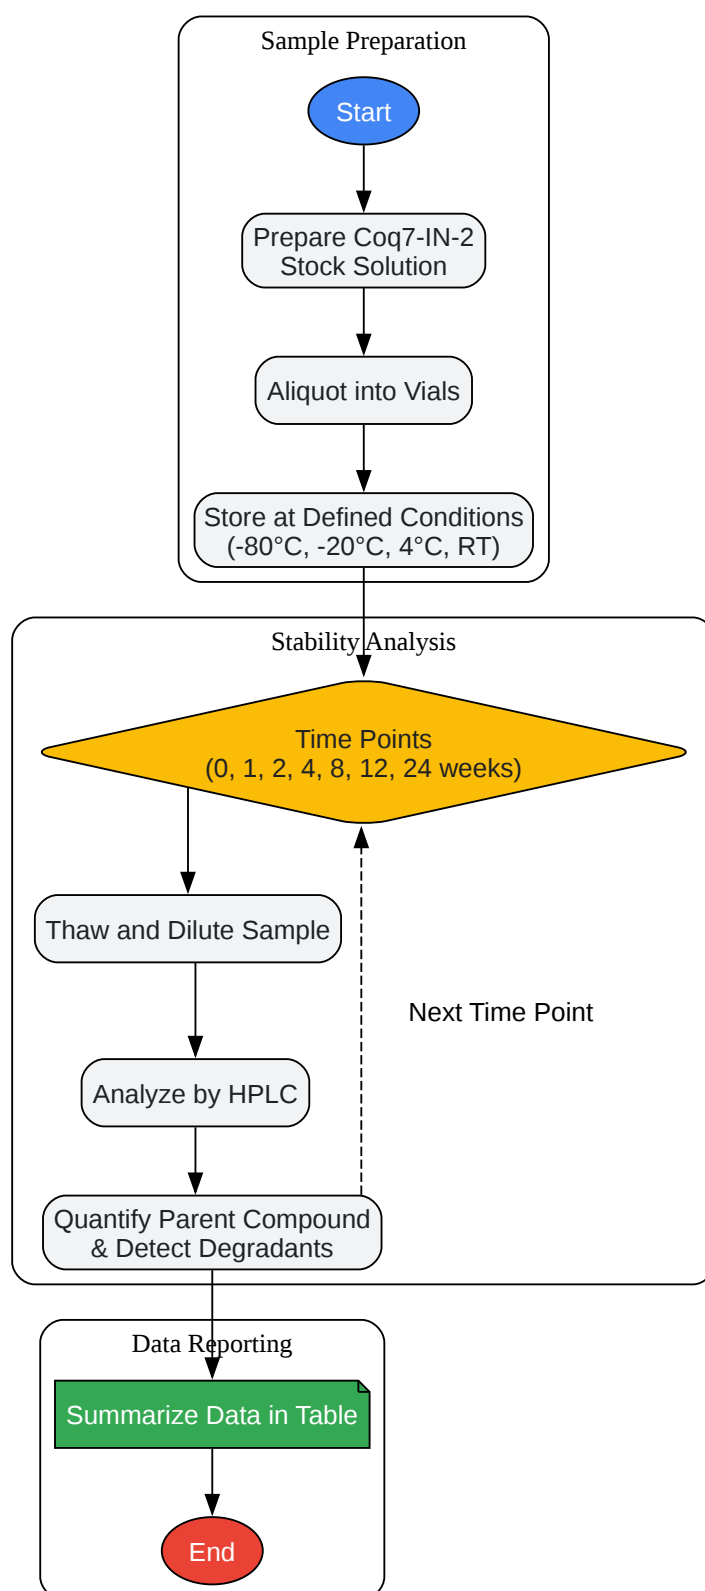 Sample Preparation
Start
Prepare Coq7-IN-2
Stock Solution
Aliquot into Vials
Store at Defined Conditions
(-80°C, -20°C, 4°C, RT)
Stability Analysis
Time Points
(0, 1, 2, 4, 8, 12, 24 weeks)
Thaw and Dilute Sample
Next Time Point
Analyze by HPLC
Quantify Parent Compound
& Detect Degradants
Data Reporting
Summarize Data in Table
End